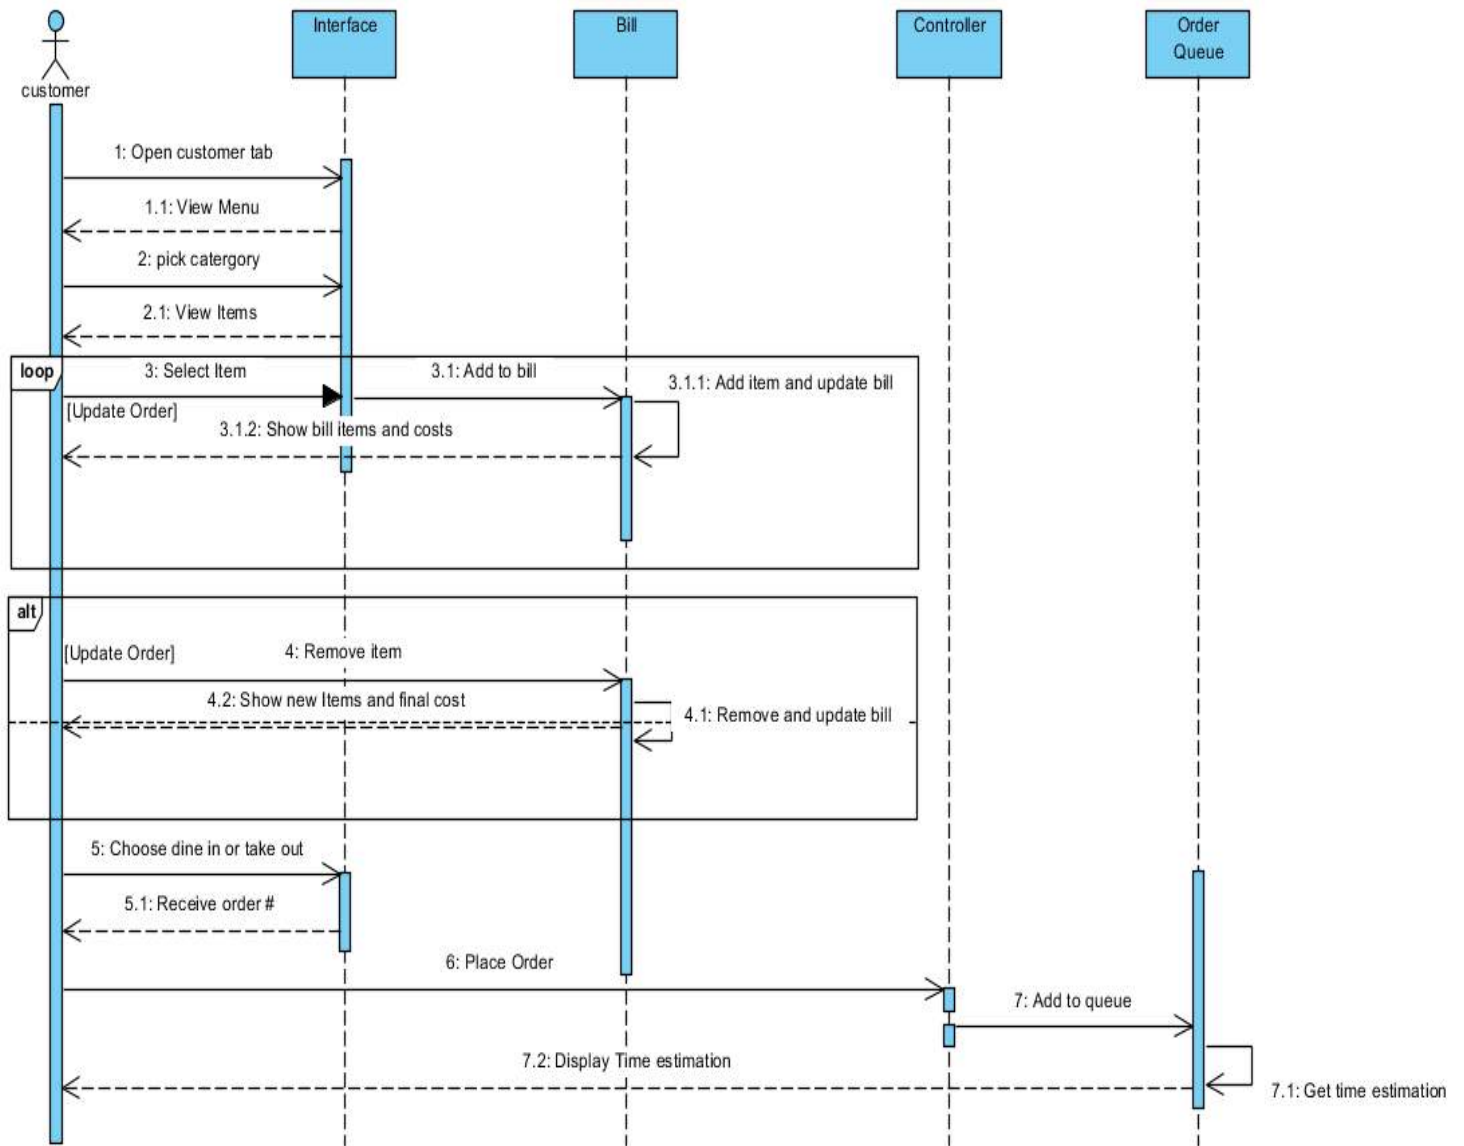 Interface
Bill
Controller
Order
Queue
customer
1: Open customer tab
1.1: View Menu
2: pick catergory
2.1: View Items
loop
3: Select Item
3.1: Add to bill
3.1.1: Add item and update bill
[Update Order]
3.1.2: Show bill items and costs
alt
[Update Order]
4: Remove item
4.2: Show new Items and final cost
4.1: Remove and update bill
5: Choose dine in or take out
5.1: Receive order #
6: Place Order
7: Add to queue
7.2: Display Time estimation
7.1: Get time estimation